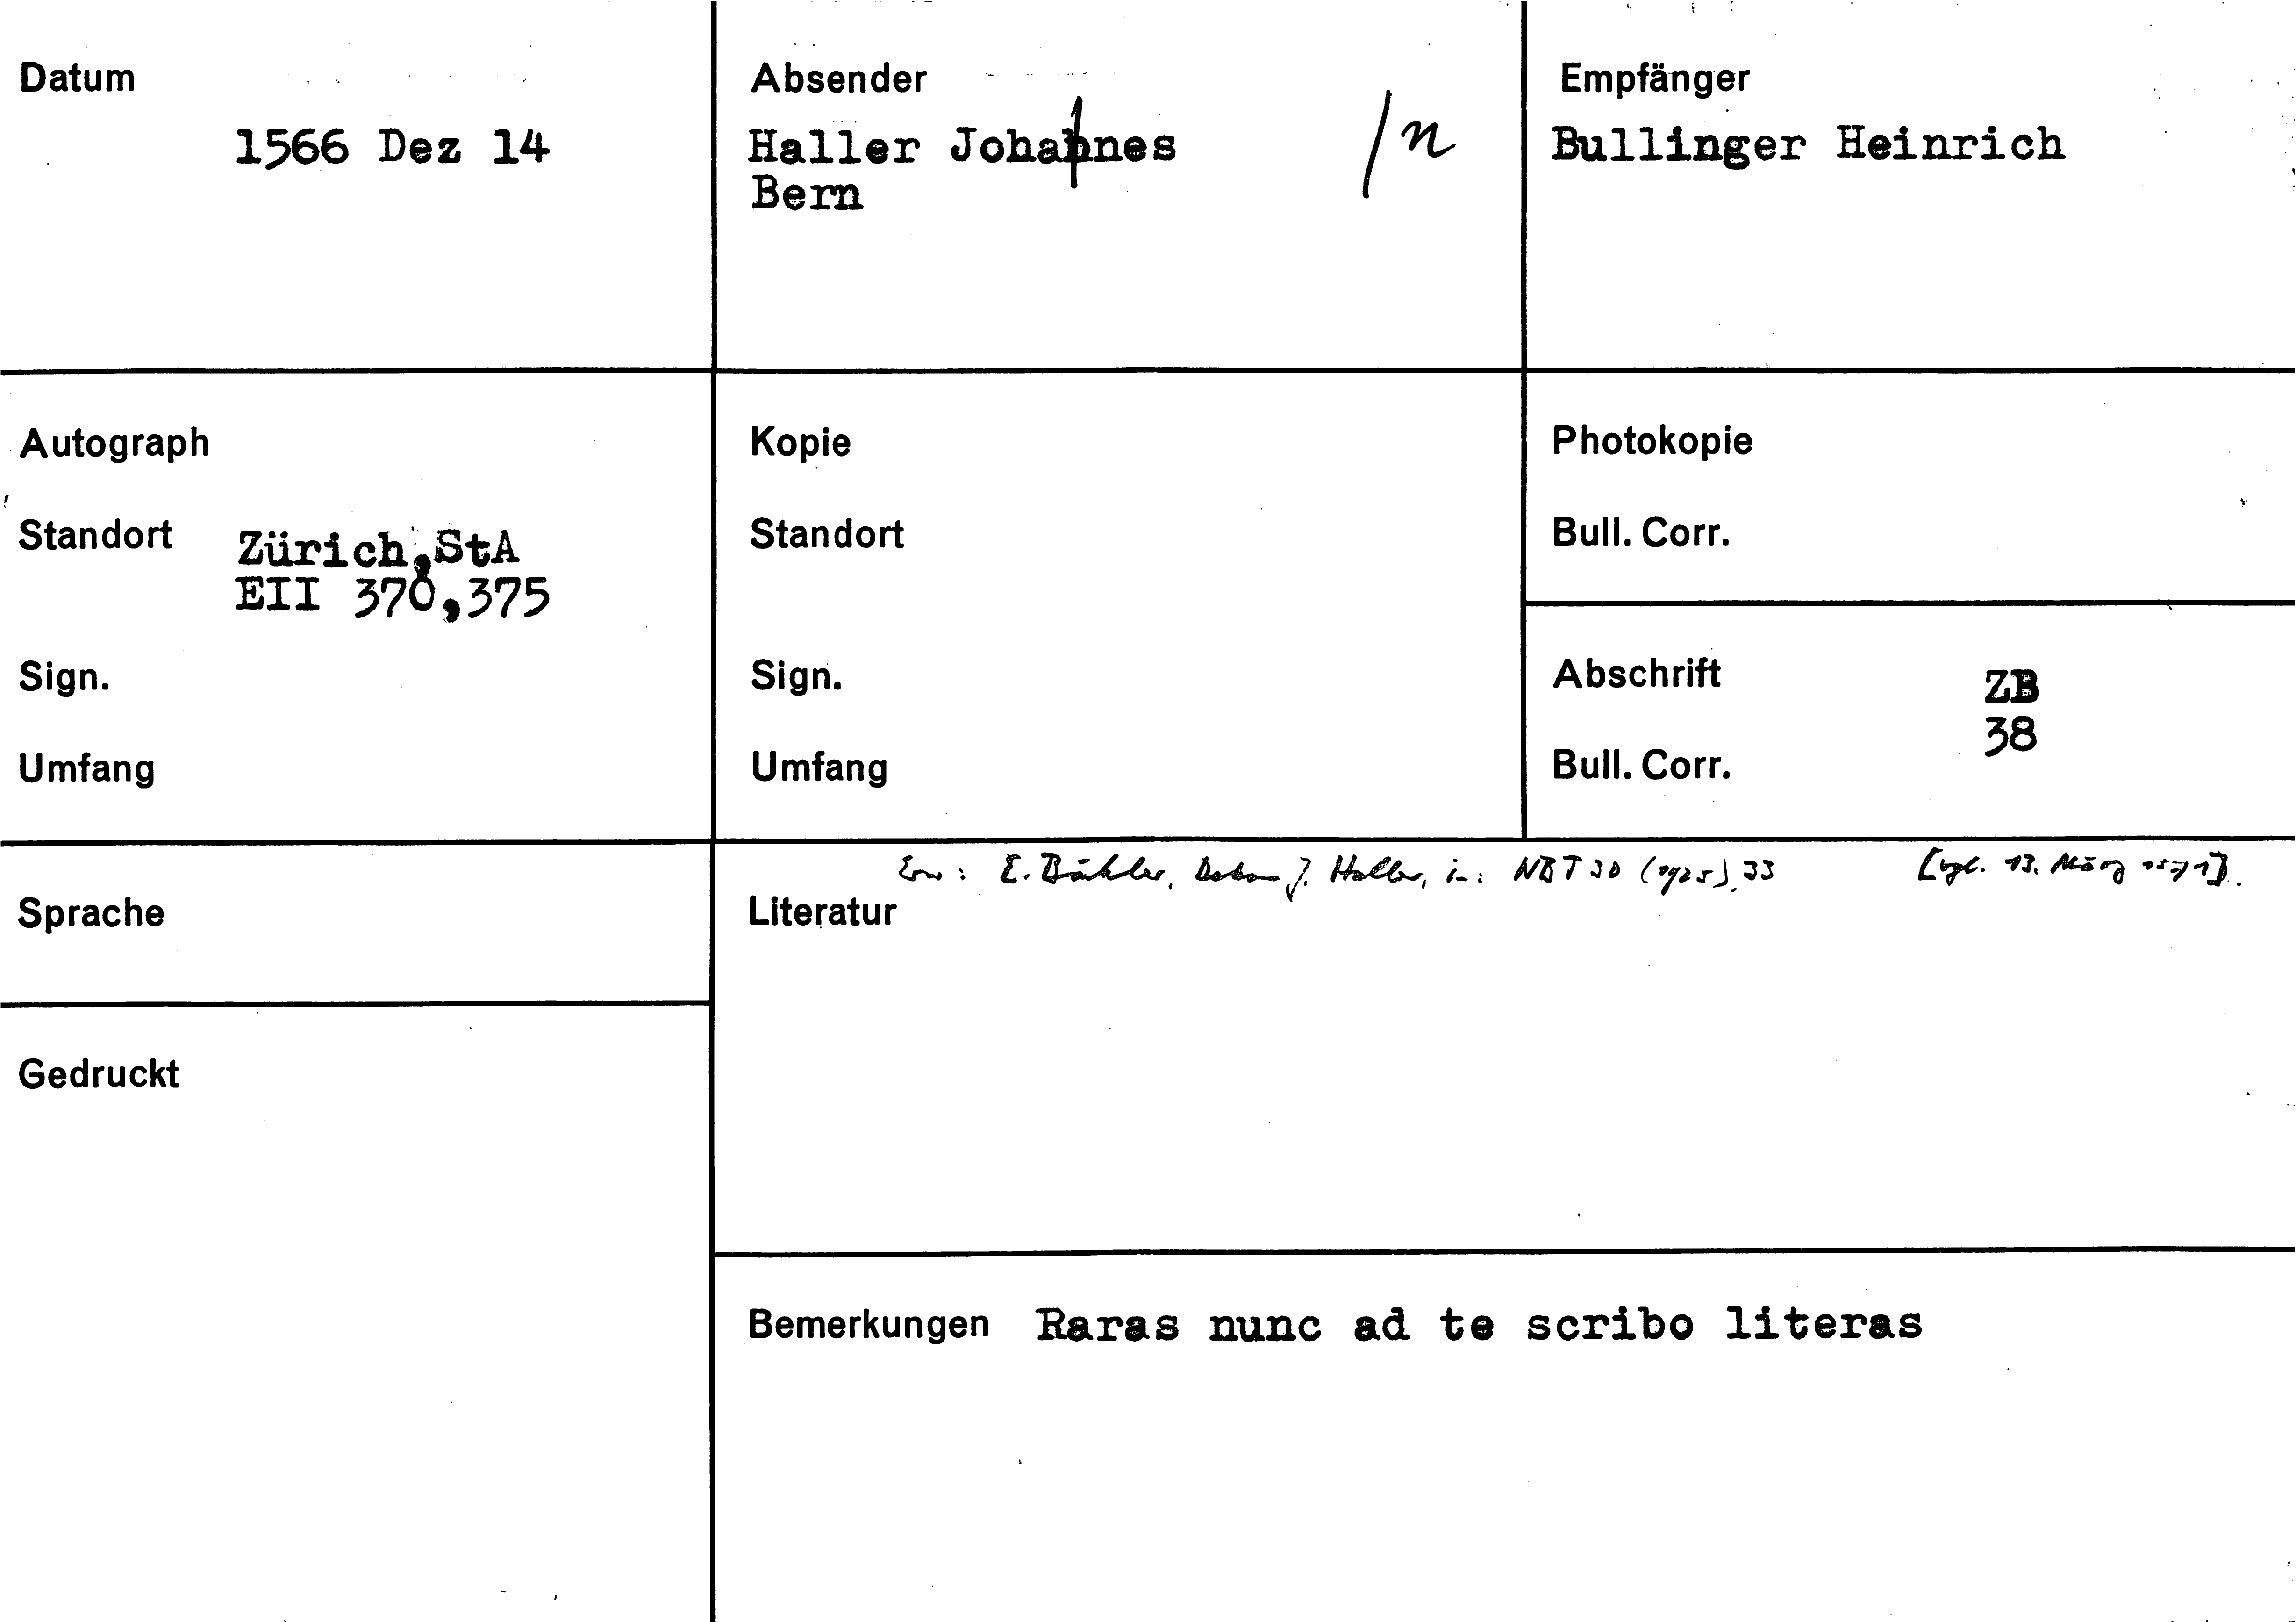 Datum
1566 Dez 14
Absender
Haller Johahnes /n
Bern
Empfänger
Bullinger Heinrich
Autograph
Standort Zürich,StA
EII 370,375
Sign.
Umfang
Kopie
Standort
Sign.
Umfang
Photokopie
Bull. Corr.
Abschrift ZB
38
Bull. Corr.
Sprache
Gedruckt
Erw: E. Bähler, Dekan J. Haller, in: NBT 30 (1925), 33 [vgl. 13. März 1571].
Literatur
Bemerkungen Raras nunc ad te scribo literas